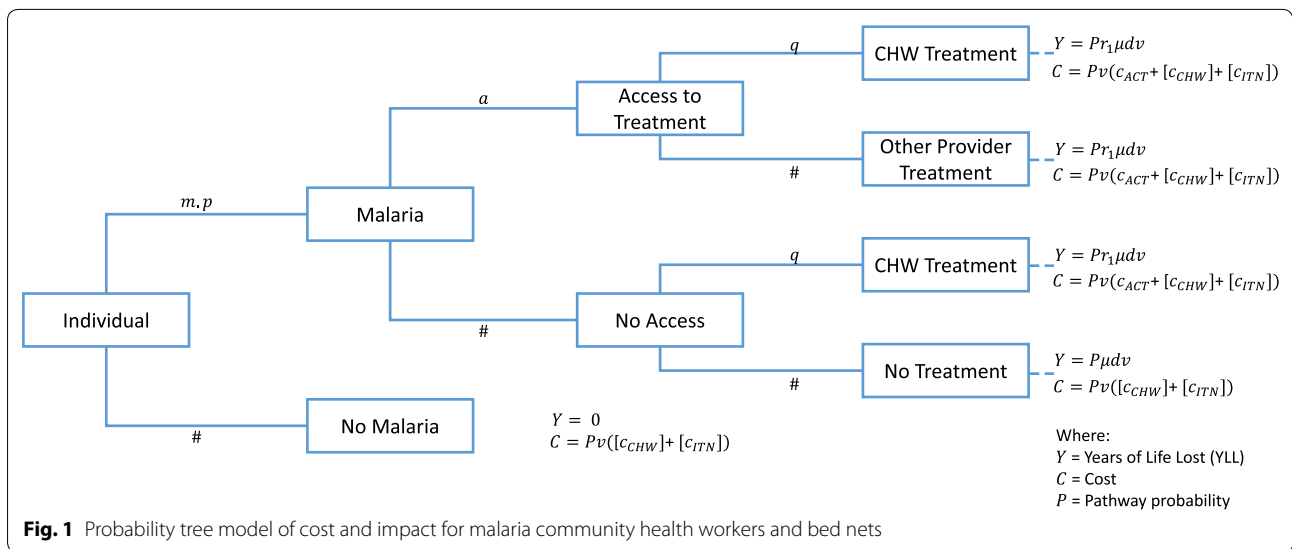 q
CHW Treatment
Y = Pr₁μdv
C = Pv(c_ACT + [c_CHW] + [c_ITN])
a
Access to
Treatment
#
Other Provider
Treatment
Y = Pr₁μdv
C = Pv(c_ACT + [c_CHW] + [c_ITN])
m.p
Malaria
q
CHW Treatment
Y = Pr₁μdv
C = Pv(c_ACT + [c_CHW] + [c_ITN])
Individual
#
No Access
#
No Treatment
Y = Pμdv
C = Pv([c_CHW] + [c_ITN])
#
No Malaria
Y = 0
C = Pv([c_CHW] + [c_ITN])
Where:
Y = Years of Life Lost (YLL)
C = Cost
P = Pathway probability
Fig. 1 Probability tree model of cost and impact for malaria community health workers and bed nets